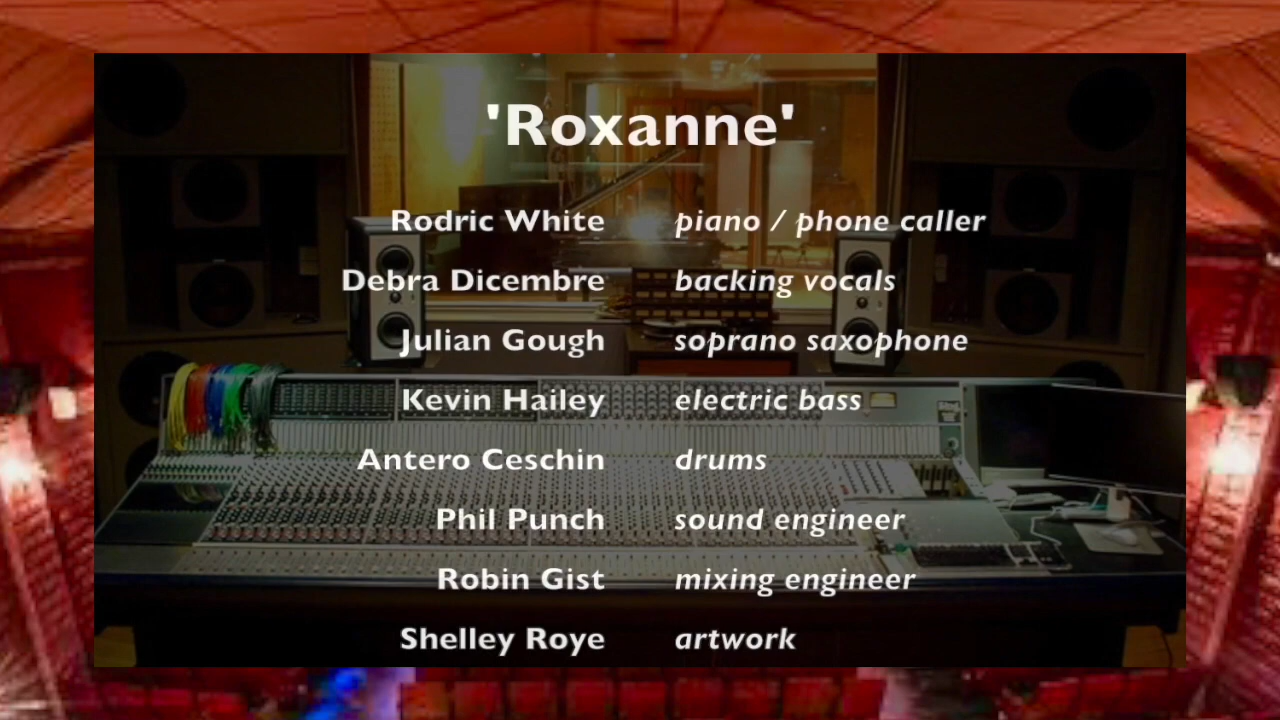 'Roxanne'
Rodric White piano / phone caller
Debra Dicembre backing vocals
Julian Gough soprano saxophone
Kevin Hailey electric bass
Antero Ceschin drums
Phil Punch sound engineer
Robin Gist mixing engineer
Shelley Roye artwork